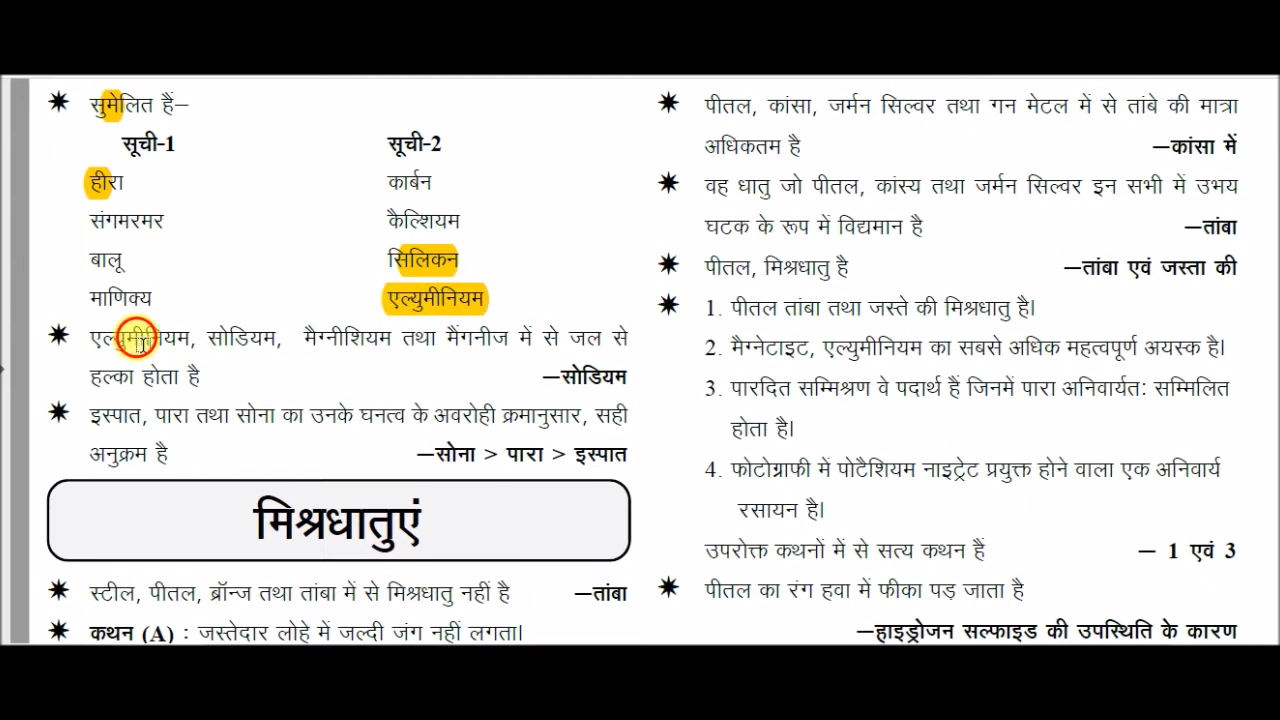 ✷ सुमेलित हैं–
सूची-1 सूची-2
हीरा कार्बन
संगमरमर कैल्शियम
बालू सिलिकन
माणिक्य एल्युमीनियम
✷ एल्युमीनियम, सोडियम, मैग्नीशियम तथा मैंगनीज में से जल से
हल्का होता है –सोडियम
✷ इस्पात, पारा तथा सोना का उनके घनत्व के अवरोही क्रमानुसार, सही
अनुक्रम है –सोना > पारा > इस्पात
मिश्रधातुएं
✷ स्टील, पीतल, ब्रॉन्ज तथा तांबा में से मिश्रधातु नहीं है –तांबा
✷ कथन (A) : जस्तेदार लोहे में जल्दी जंग नहीं लगता।
✷ पीतल, कांसा, जर्मन सिल्वर तथा गन मेटल में से तांबे की मात्रा
अधिकतम है –कांसा में
✷ वह धातु जो पीतल, कांस्य तथा जर्मन सिल्वर इन सभी में उभय
घटक के रूप में विद्यमान है –तांबा
✷ पीतल, मिश्रधातु है –तांबा एवं जस्ता की
✷ 1. पीतल तांबा तथा जस्ते की मिश्रधातु है।
2. मैग्नेटाइट, एल्युमीनियम का सबसे अधिक महत्वपूर्ण अयस्क है।
3. पारदित सम्मिश्रण वे पदार्थ हैं जिनमें पारा अनिवार्यतः सम्मिलित
होता है।
4. फोटोग्राफी में पोटैशियम नाइट्रेट प्रयुक्त होने वाला एक अनिवार्य
रसायन है।
उपरोक्त कथनों में से सत्य कथन हैं – 1 एवं 3
✷ पीतल का रंग हवा में फीका पड़ जाता है
–हाइड्रोजन सल्फाइड की उपस्थिति के कारण